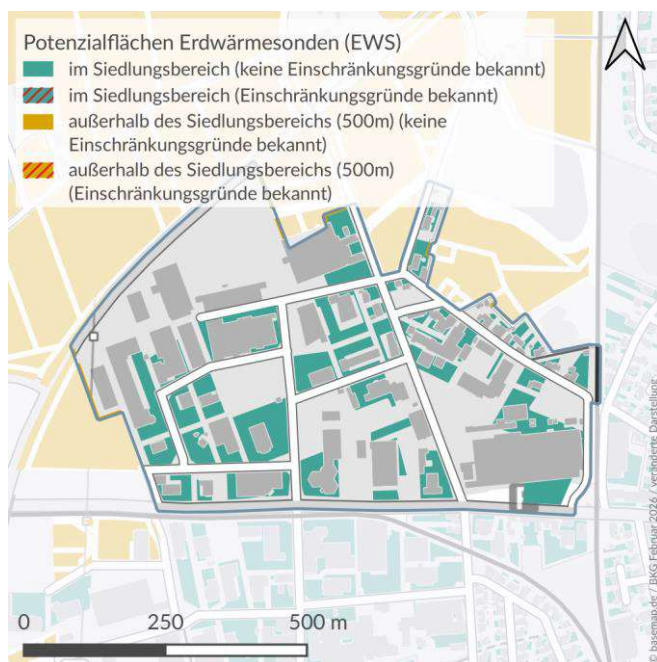 Potenzialflächen Erdwärmesonden (EWS)
im Siedlungsbereich (keine Einschränkungsgründe bekannt)
im Siedlungsbereich (Einschränkungsgründe bekannt)
außerhalb des Siedlungsbereichs (500m) (keine
Einschränkungsgründe bekannt)
außerhalb des Siedlungsbereichs (500m)
(Einschränkungsgründe bekannt)
0 250 500 m
© basemap.de / BKG Februar 2026 / veränderte Darstellung